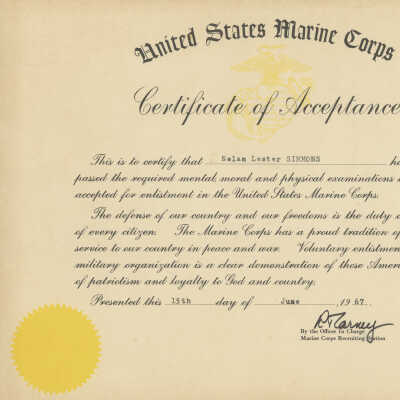 United States Marine Corps
Certificate of Acceptance
This is to certify that Selam Lester SIMMONS ha
passed the required mental, moral and physical examinations a
accepted for enlistment in the United States Marine Corps.
The defense of our country and our freedoms is the duty a
of every citizen. The Marine Corps has a proud tradition of
service to our country in peace and war. Voluntary enlistmen
military organization is a clear demonstration of those Amer
of patriotism and loyalty to God and country.
Presented this 15th day of June , 1967.
By the Officer in Charge
Marine Corps Recruiting Station